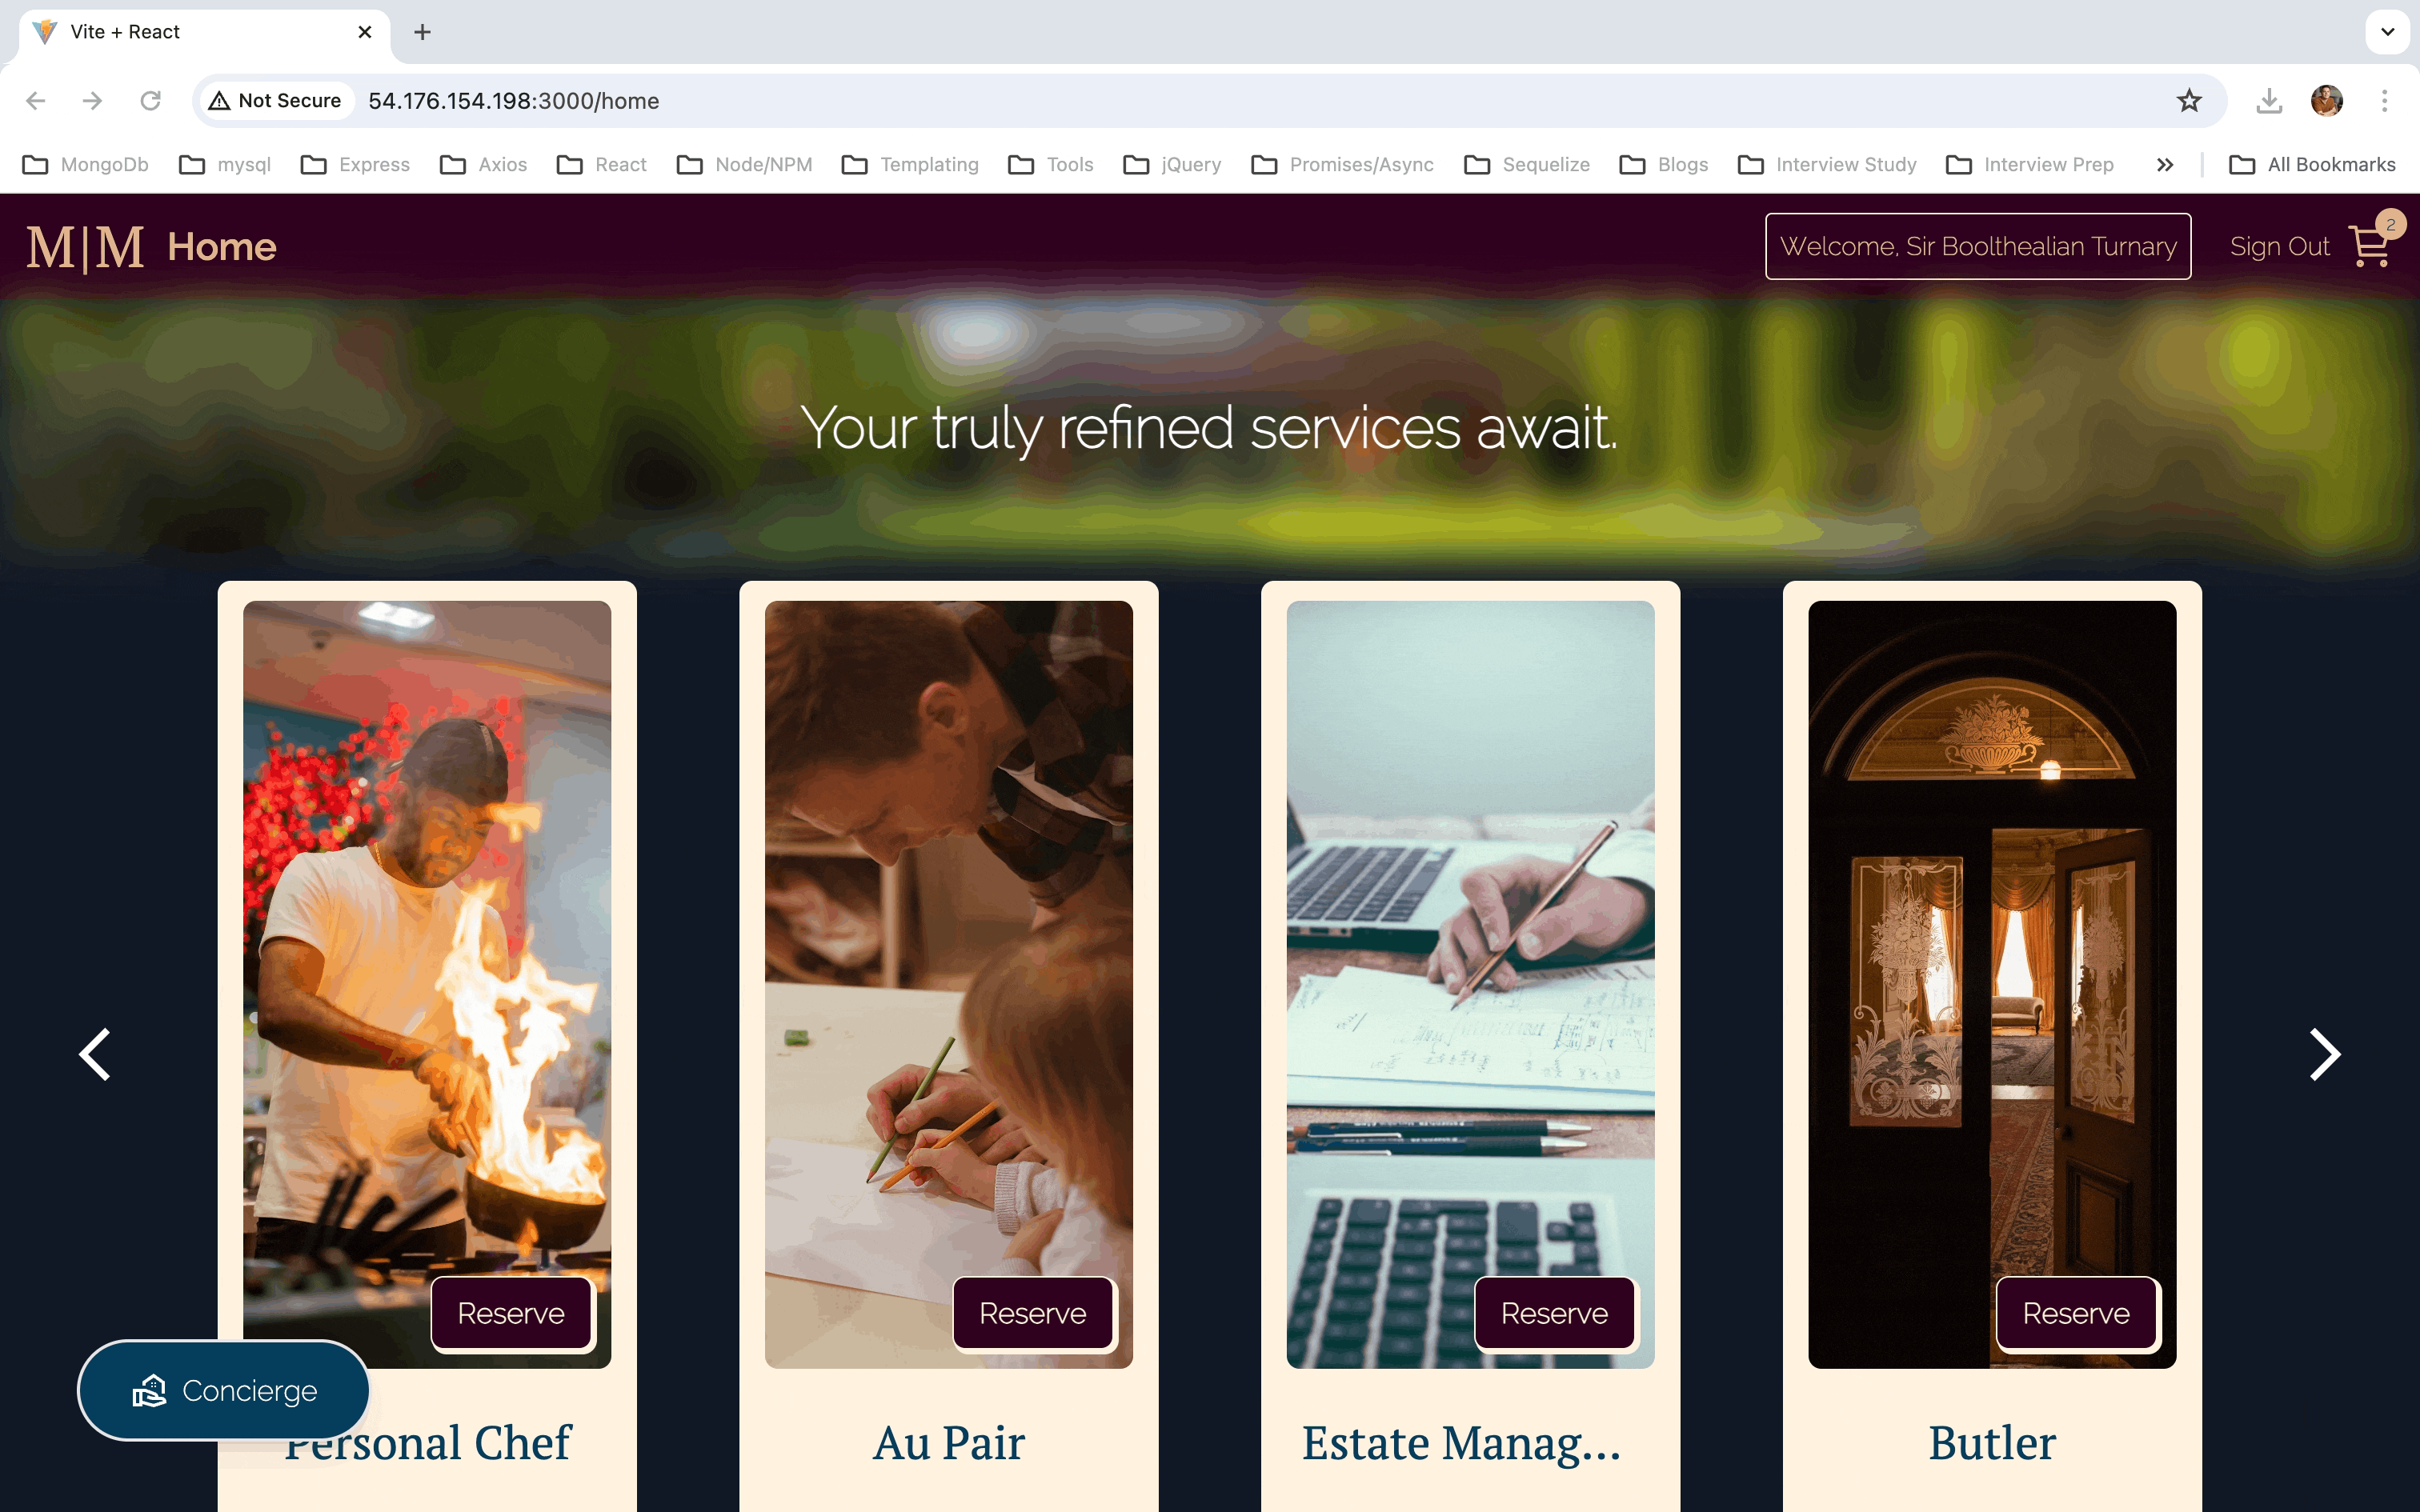 Vite + React
Not Secure 54.176.154.198:3000/home
MongoDb mysql Express Axios React Node/NPM Templating Tools jQuery Promises/Async Sequelize Blogs Interview Study Interview Prep All Bookmarks
M|M Home Welcome, Sir Boolthealian Turnary Sign Out 2
Your truly refined services await.
Reserve Reserve Reserve Reserve
Concierge
Personal Chef Au Pair Estate Manag... Butler